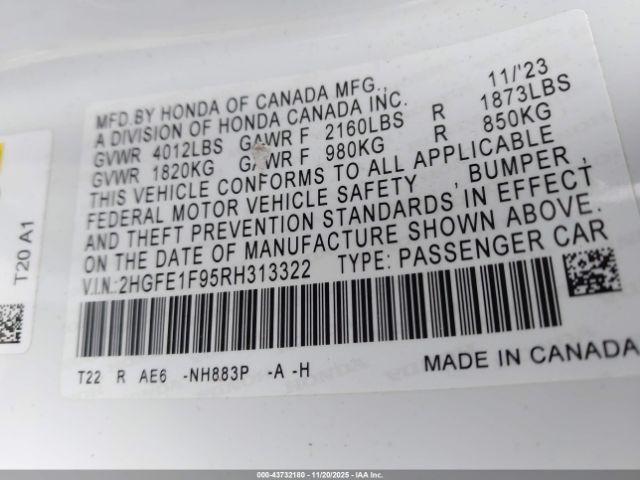 MFD.BY HONDA OF CANADA MFG., 11/'23
A DIVISION OF HONDA CANADA INC.
GVWR 4012LBS GAWR F 2160LBS R 1873LBS
GVWR 1820KG GAWR F 980KG R 850KG
THIS VEHICLE CONFORMS TO ALL APPLICABLE
FEDERAL MOTOR VEHICLE SAFETY , BUMPER ,
AND THEFT PREVENTION STANDARDS IN EFFECT
ON THE DATE OF MANUFACTURE SHOWN ABOVE.
V.I.N.:2HGFE1F95RH313322 TYPE: PASSENGER CAR
T22 R AE6 -NH883P -A -H MADE IN CANADA
T20 A1
000-43732180 - 11/20/2025 - IAA Inc.